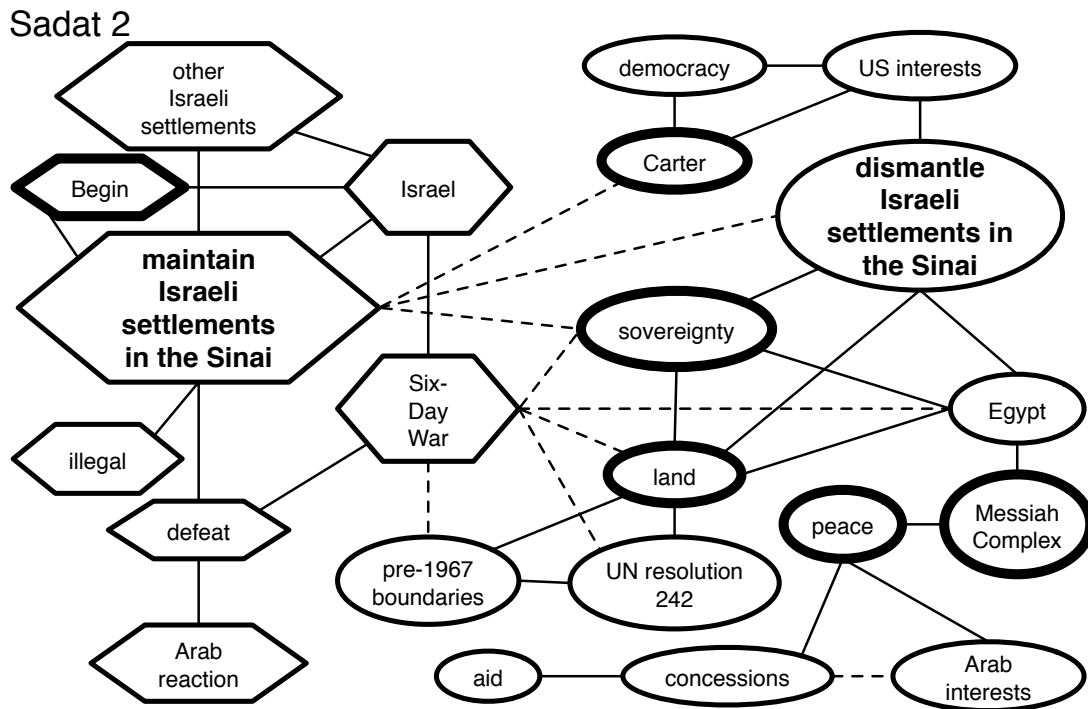 Sadat 2
other
Israeli
settlements
democracy
US interests
Begin
Israel
Carter
dismantle
Israeli
settlements in
the Sinai
maintain
Israeli
settlements
in the Sinai
sovereignty
Six-
Day
War
Egypt
illegal
land
defeat
peace
Messiah
Complex
pre-1967
boundaries
UN resolution
242
Arab
reaction
aid
concessions
Arab
interests